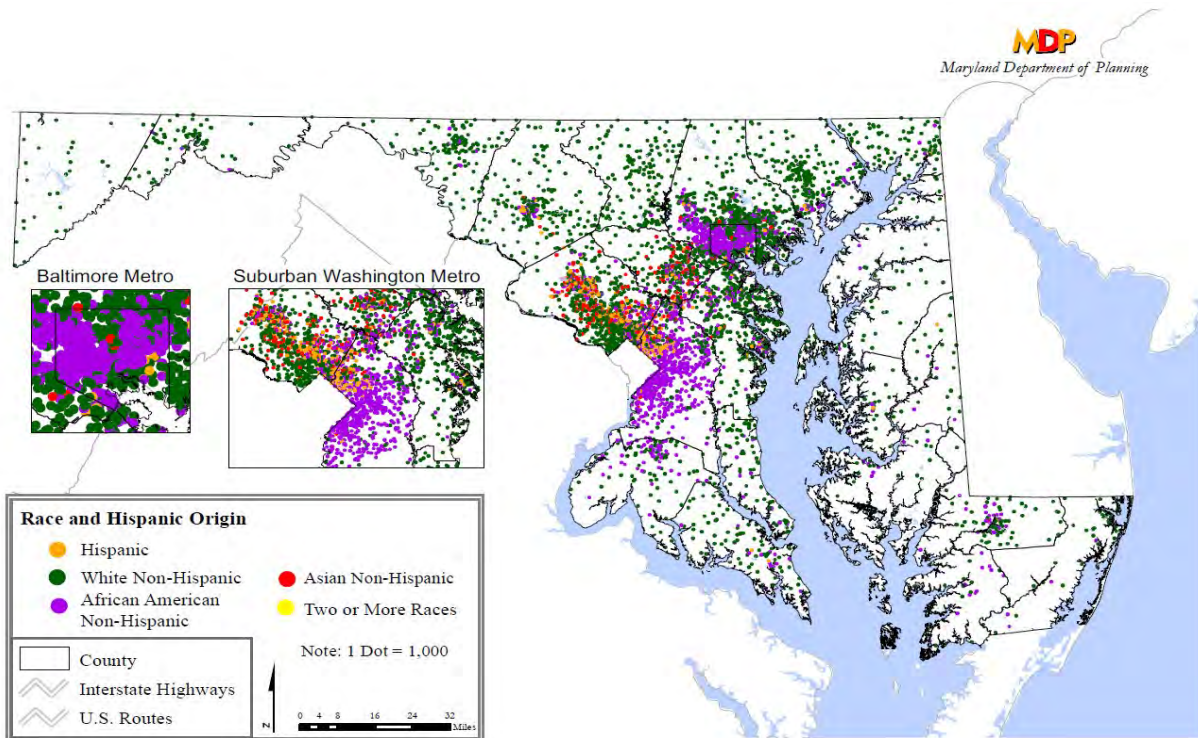 MDP
Maryland Department of Planning
Baltimore Metro
Suburban Washington Metro
Race and Hispanic Origin
Hispanic
White Non-Hispanic
African American
Non-Hispanic
Asian Non-Hispanic
Two or More Races
County
Interstate Highways
U.S. Routes
Note: 1 Dot = 1,000
N
0 4 8 16 24 32
Miles